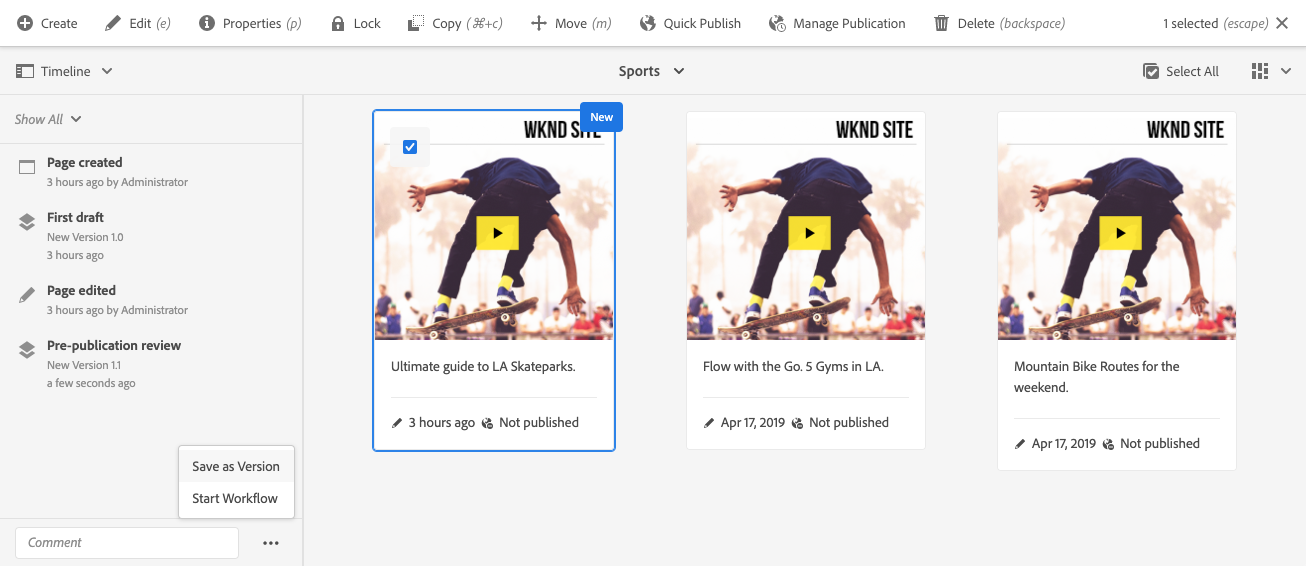 Create Edit (e) Properties (p) Lock Copy (⌘+c) Move (m) Quick Publish Manage Publication Delete (backspace) 1 selected (escape)
Timeline Sports Select All
Show All
Page created
3 hours ago by Administrator
First draft
New Version 1.0
3 hours ago
Page edited
3 hours ago by Administrator
Pre-publication review
New Version 1.1
a few seconds ago
Save as Version
Start Workflow
Comment
New
WKND SITE
Ultimate guide to LA Skateparks.
3 hours ago Not published
WKND SITE
Flow with the Go. 5 Gyms in LA.
Apr 17, 2019 Not published
WKND SITE
Mountain Bike Routes for the
weekend.
Apr 17, 2019 Not published